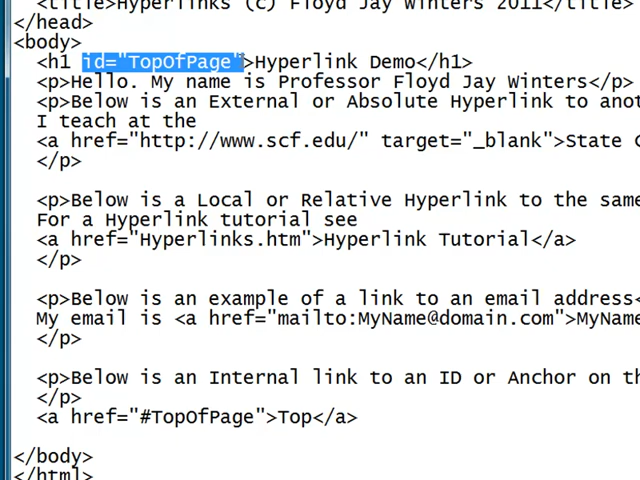 <title>Hyperlinks (c) Floyd Jay Winters 2011</title>
</head>
<body>
<h1 id="TopOfPage">Hyperlink Demo</h1>
<p>Hello. My name is Professor Floyd Jay Winters</p>
<p>Below is an External or Absolute Hyperlink to anot
I teach at the
<a href="http://www.scf.edu/" target="_blank">State
</p>
<p>Below is a Local or Relative Hyperlink to the same
For a Hyperlink tutorial see
<a href="Hyperlinks.htm">Hyperlink Tutorial</a>
</p>
<p>Below is an example of a link to an email address<
My email is <a href="mailto:MyName@domain.com">MyName
</p>
<p>Below is an Internal link to an ID or Anchor on th
</p>
<a href="#TopOfPage">Top</a>
</body>
</html>